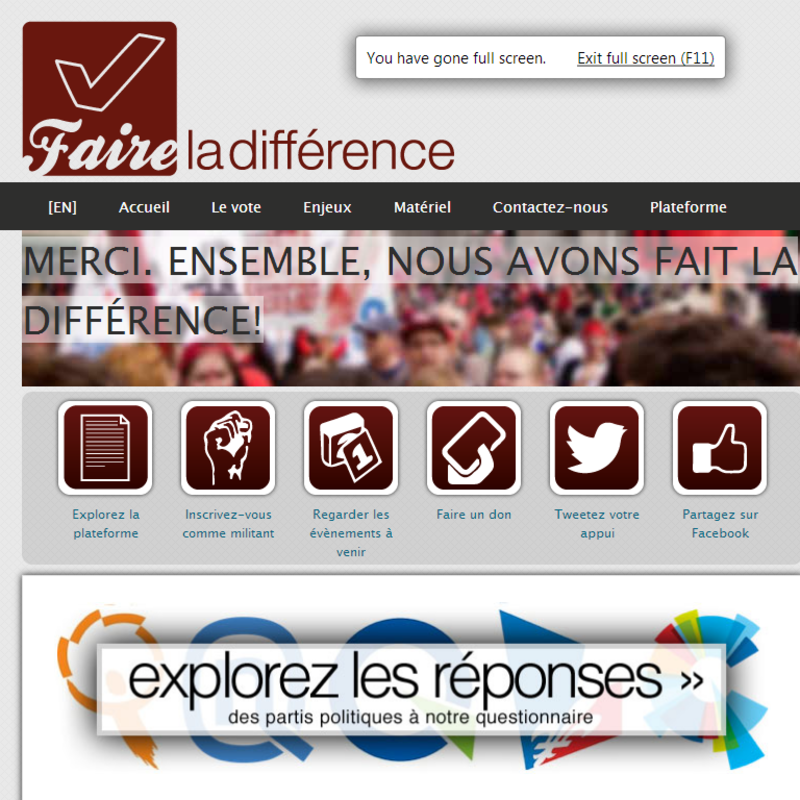 You have gone full screen. Exit full screen (F11)
Faire la différence
[EN] Accueil Le vote Enjeux Matériel Contactez-nous Plateforme
MERCI. ENSEMBLE, NOUS AVONS FAIT LA
DIFFÉRENCE!
1
Explorez la
plateforme
Inscrivez-vous
comme militant
Regarder les
évènements à
venir
Faire un don
Tweetez votre
appui
Partagez sur
Facebook
explorez les réponses »
des partis politiques à notre questionnaire